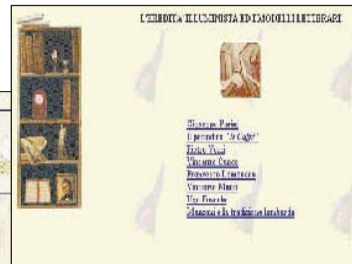 L'EREDITÀ ILLUMINISTA ED I MODELLI LETTERARI
Giuseppe Parini
Il periodico "Il Caffè"
Pietro Verri
Vincenzo Cuoco
Francesco Lomonaco
Vincenzo Monti
Ugo Foscolo
Manzoni e la tradizione lombarda